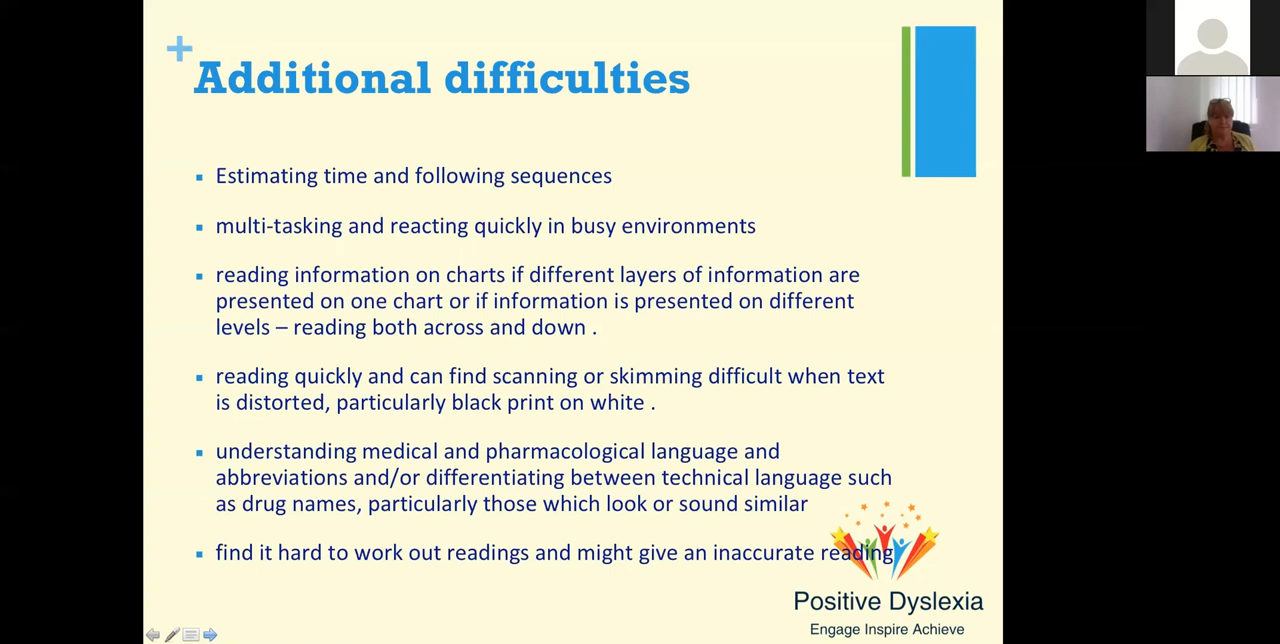 +
Additional difficulties
▪ Estimating time and following sequences
▪ multi-tasking and reacting quickly in busy environments
▪ reading information on charts if different layers of information are
presented on one chart or if information is presented on different
levels – reading both across and down .
▪ reading quickly and can find scanning or skimming difficult when text
is distorted, particularly black print on white .
▪ understanding medical and pharmacological language and
abbreviations and/or differentiating between technical language such
as drug names, particularly those which look or sound similar
▪ find it hard to work out readings and might give an inaccurate reading
Positive Dyslexia
Engage Inspire Achieve